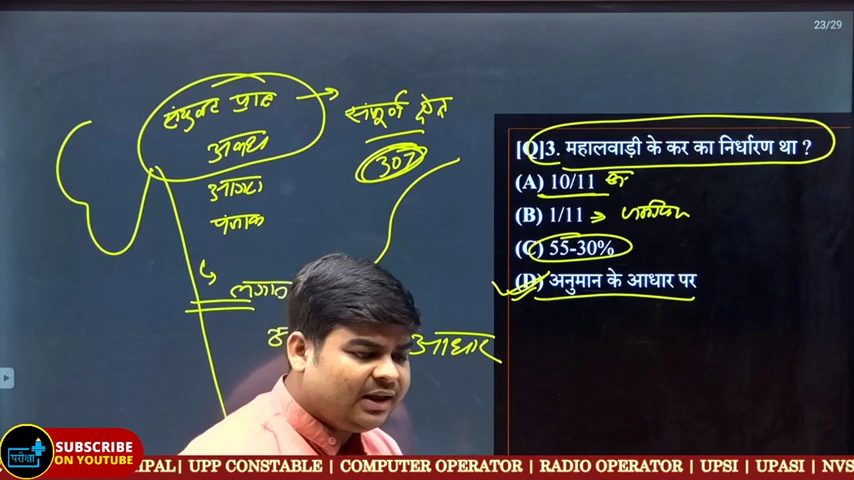 23/29
संयुक्त प्रांत → संपूर्ण क्षेत्र
अवध
30%
आगरा
पंजाब
लगान
आधार
[Q]3. महालवाड़ी के कर का निर्धारण था ?
(A) 10/11
(B) 1/11 →
(C) 55-30%
(D) अनुमान के आधार पर
परीक्षा
SUBSCRIBE
ON YOUTUBE
IPAL| UPP CONSTABLE | COMPUTER OPERATOR | RADIO OPERATOR | UPSI | UPASI | NVS